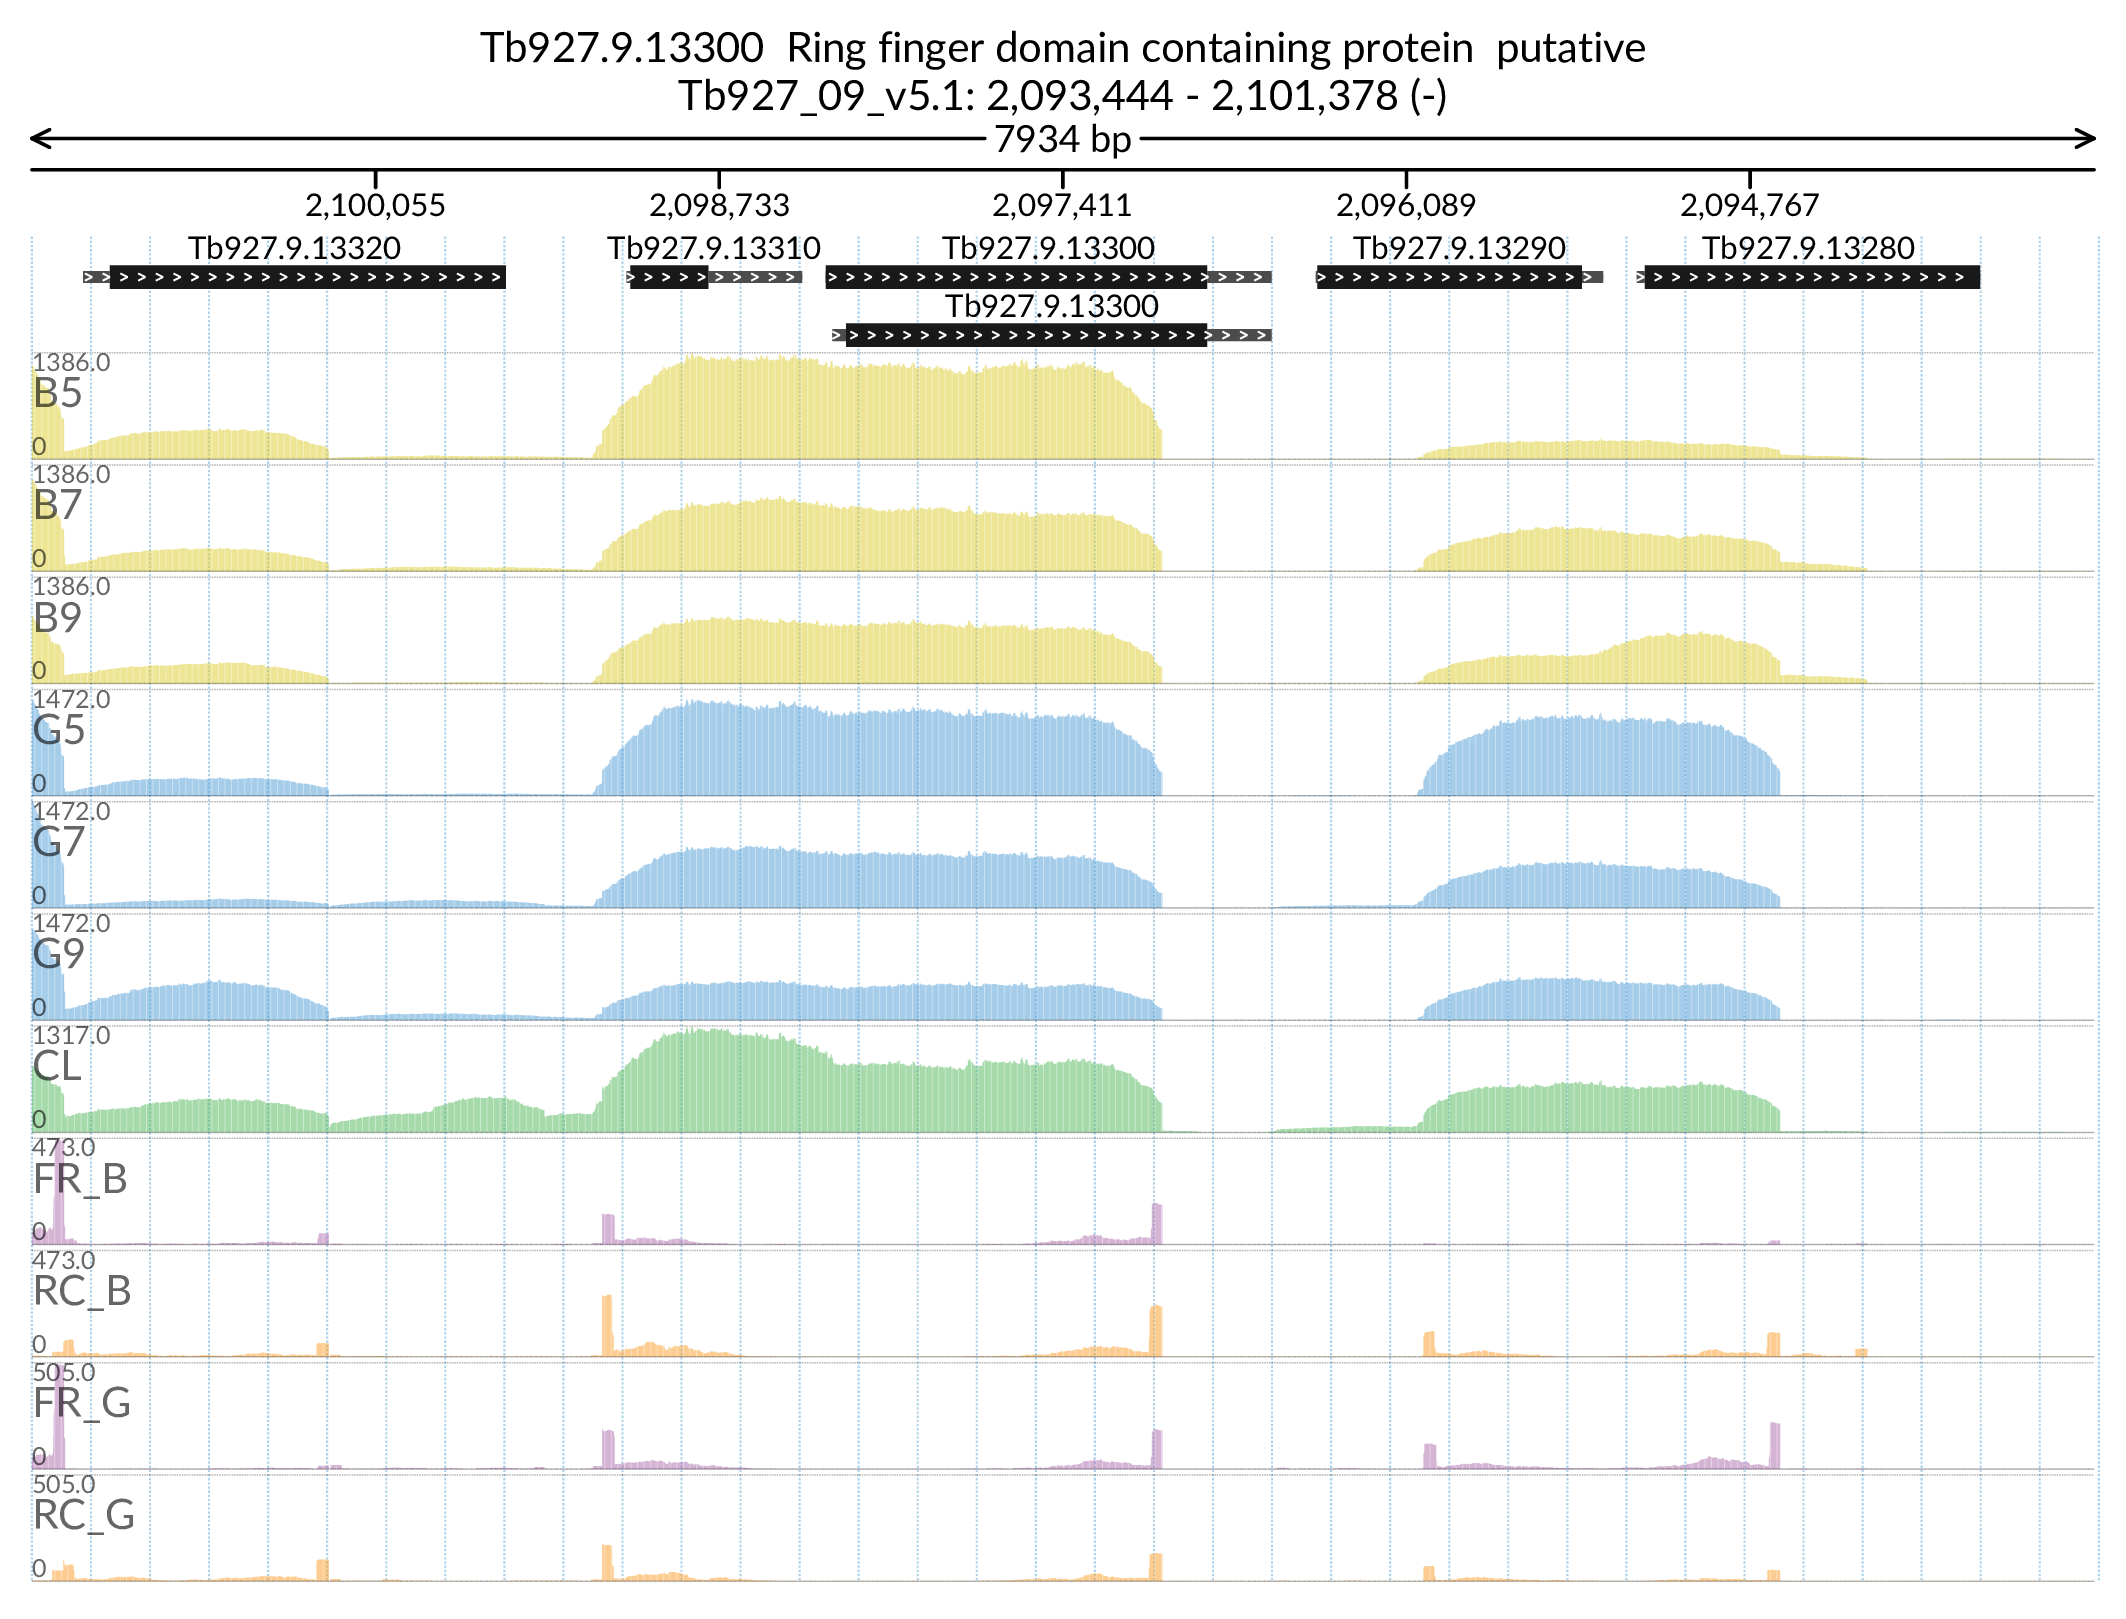 Tb927.9.13300  Ring finger domain containing protein  putative
Tb927_09_v5.1: 2,093,444 - 2,101,378 (-)
7934 bp
2,100,055 2,098,733 2,097,411 2,096,089 2,094,767
Tb927.9.13320 Tb927.9.13310 Tb927.9.13300 Tb927.9.13290 Tb927.9.13280
Tb927.9.13300
1386.0
B5
0
1386.0
B7
0
1386.0
B9
0
1472.0
G5
0
1472.0
G7
0
1472.0
G9
0
1317.0
CL
0
473.0
FR_B
0
473.0
RC_B
0
505.0
FR_G
0
505.0
RC_G
0